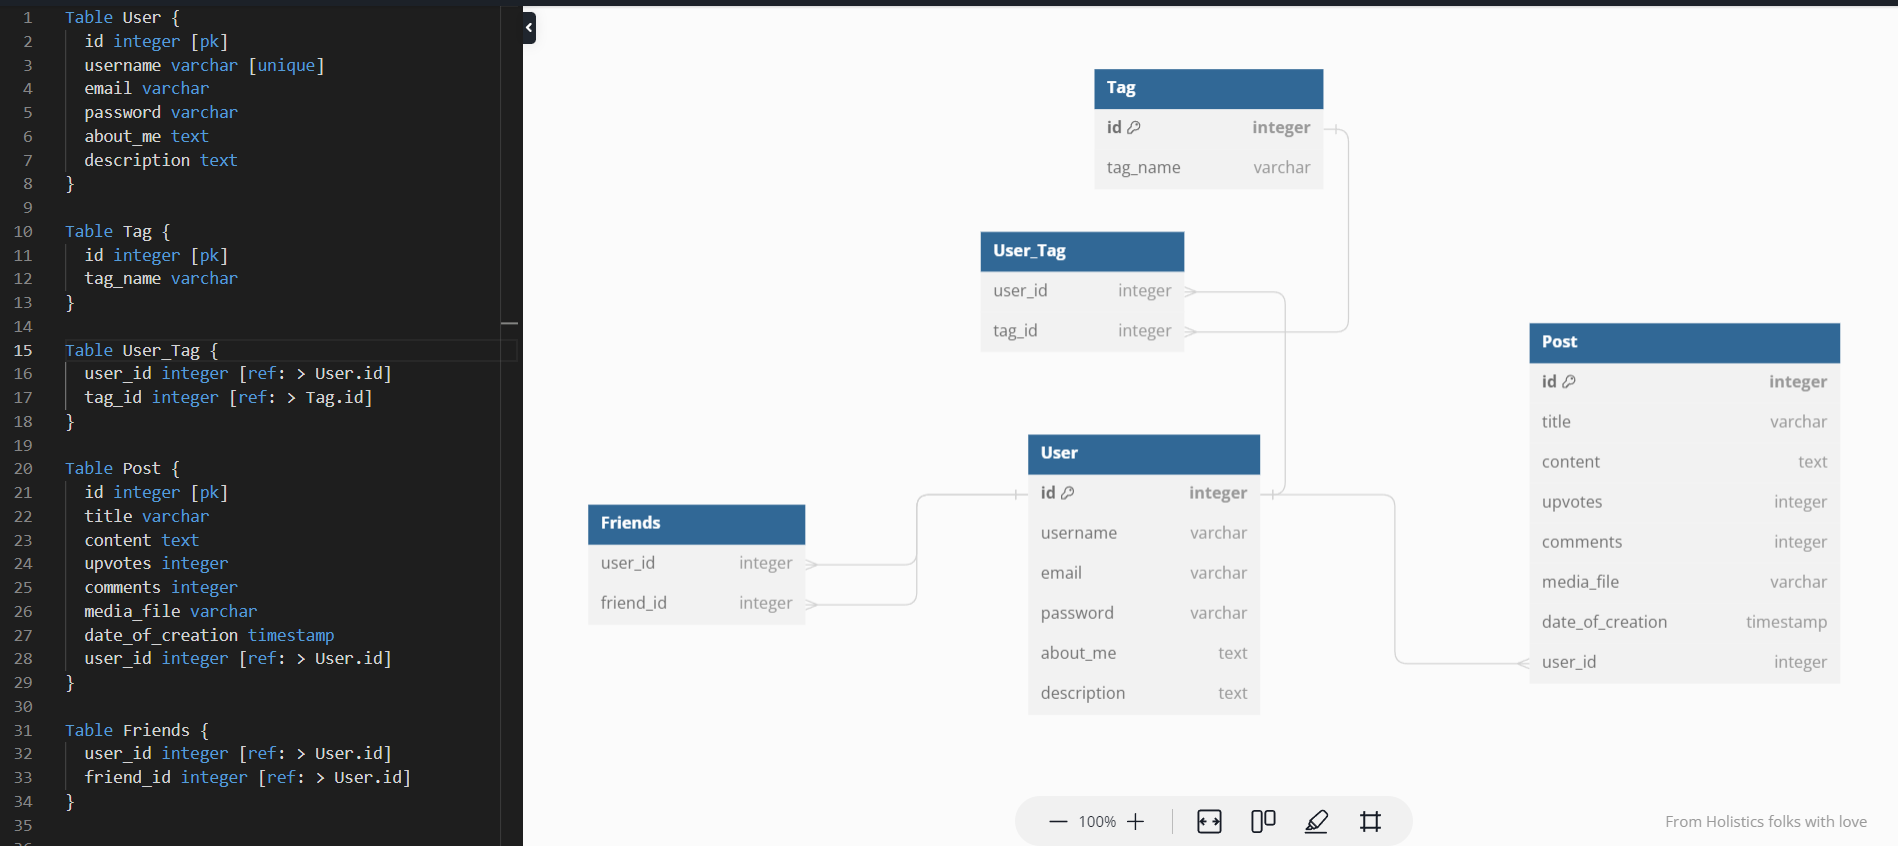 1 Table User {
2 id integer [pk]
3 username varchar [unique]
4 email varchar
5 password varchar
6 about_me text
7 description text
8 }
9
10 Table Tag {
11 id integer [pk]
12 tag_name varchar
13 }
14
15 Table User_Tag {
16 user_id integer [ref: > User.id]
17 tag_id integer [ref: > Tag.id]
18 }
19
20 Table Post {
21 id integer [pk]
22 title varchar
23 content text
24 upvotes integer
25 comments integer
26 media_file varchar
27 date_of_creation timestamp
28 user_id integer [ref: > User.id]
29 }
30
31 Table Friends {
32 user_id integer [ref: > User.id]
33 friend_id integer [ref: > User.id]
34 }
35
Tag
id integer
tag_name varchar
User_Tag
user_id integer
tag_id integer
Post
id integer
title varchar
content text
upvotes integer
comments integer
media_file varchar
date_of_creation timestamp
user_id integer
User
id integer
username varchar
email varchar
password varchar
about_me text
description text
Friends
user_id integer
friend_id integer
100%
From Holistics folks with love